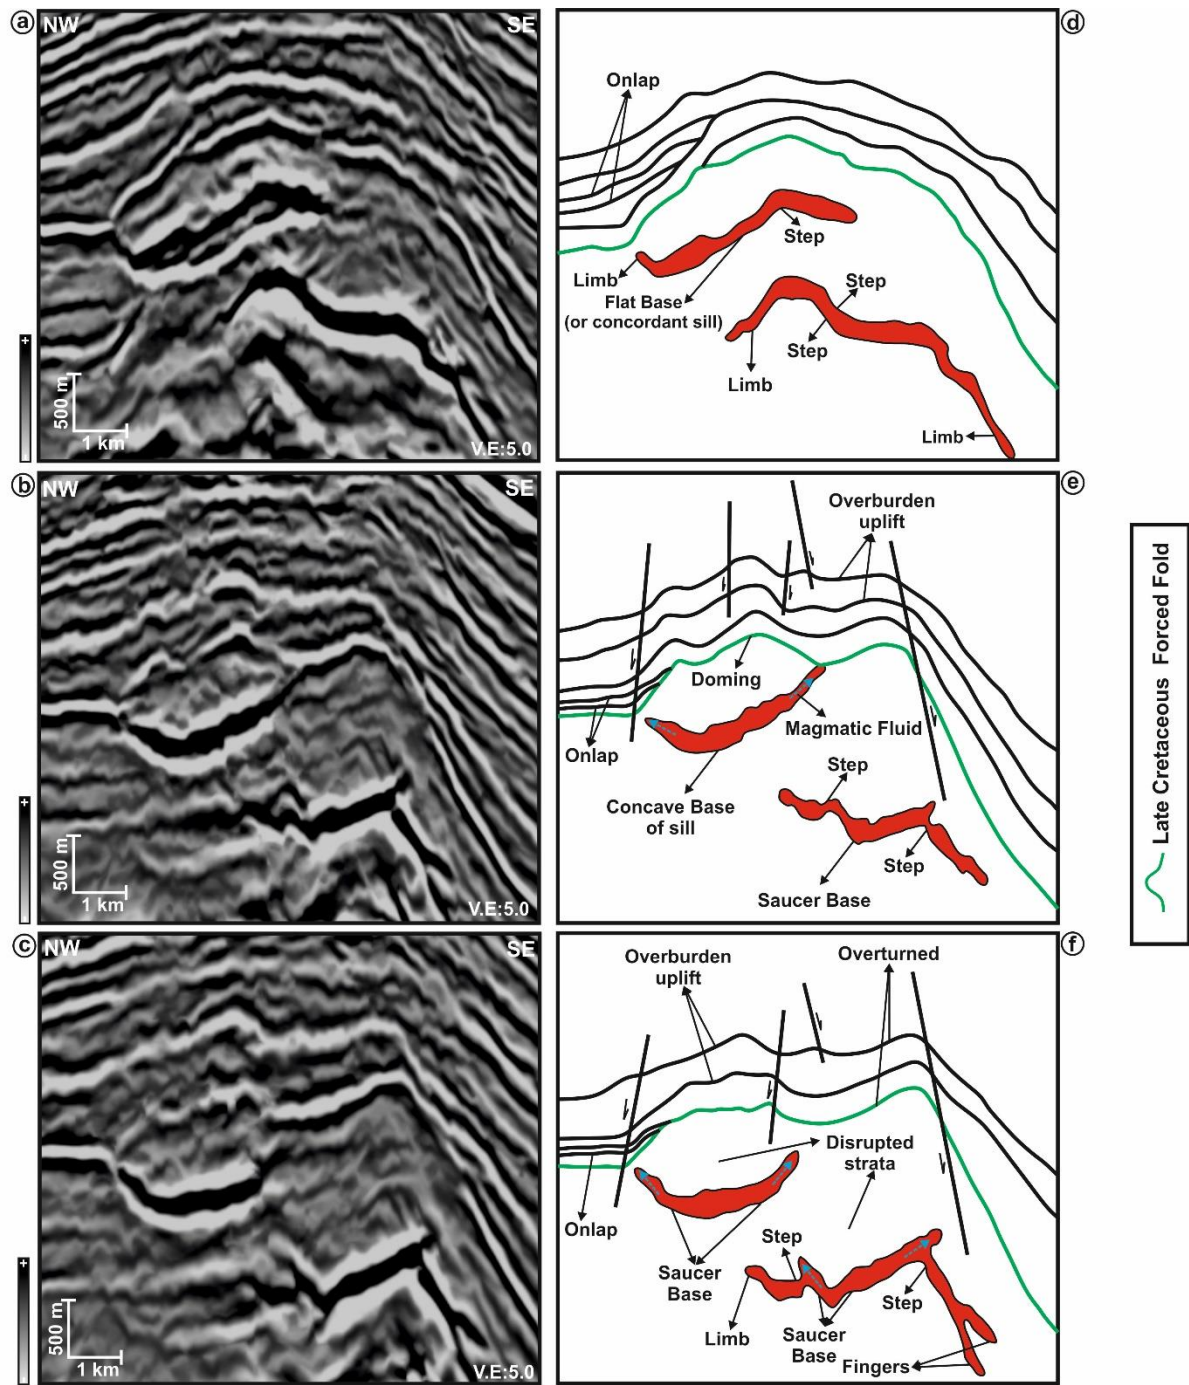 a
NW
SE
+
-
500 m
1 km
V.E:5.0
d
Onlap
Step
Limb
Flat Base
(or concordant sill)
Step
Step
Limb
Limb
b
NW
SE
+
-
500 m
1 km
V.E:5.0
e
Overburden
uplift
Doming
Magmatic Fluid
Onlap
Step
Concave Base
of sill
Step
Saucer Base
c
NW
SE
+
-
500 m
1 km
V.E:5.0
f
Overburden
uplift
Overturned
Disrupted
strata
Onlap
Step
Saucer
Base
Step
Limb
Saucer
Base
Fingers
Late Cretaceous Forced Fold